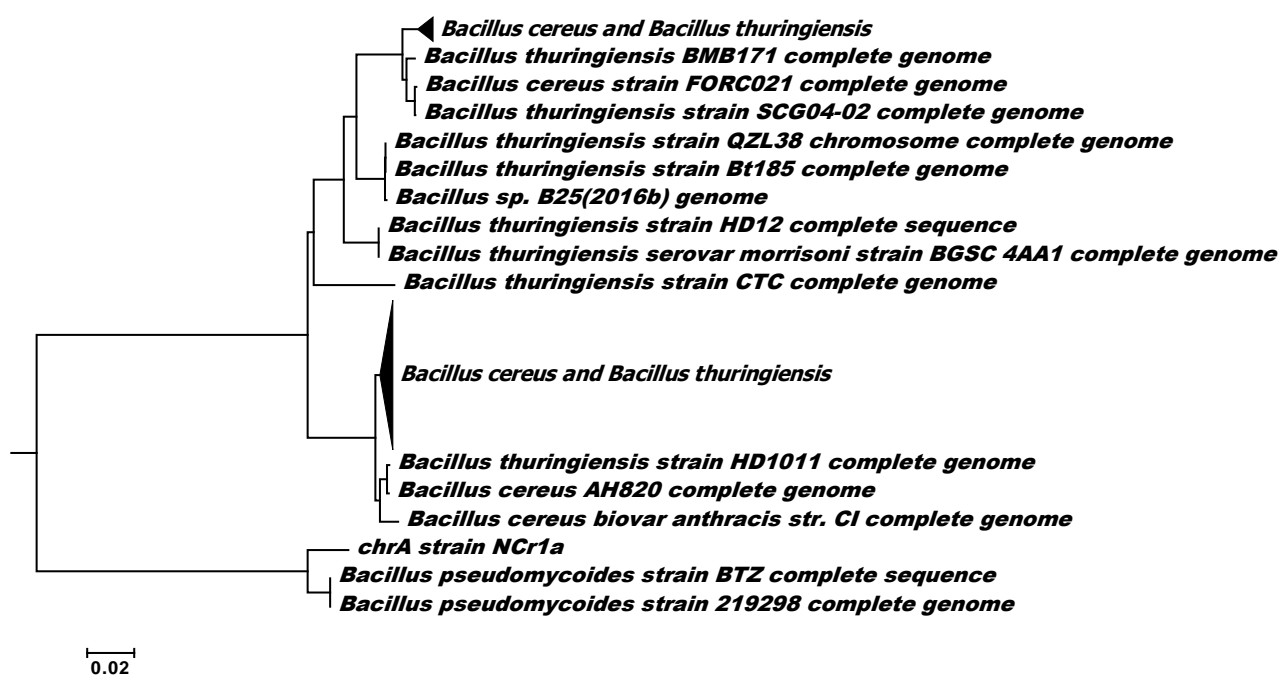 Bacillus cereus and Bacillus thuringiensis
Bacillus thuringiensis BMB171 complete genome
Bacillus cereus strain FORC021 complete genome
Bacillus thuringiensis strain SCG04-02 complete genome
Bacillus thuringiensis strain QZL38 chromosome complete genome
Bacillus thuringiensis strain Bt185 complete genome
Bacillus sp. B25(2016b) genome
Bacillus thuringiensis strain HD12 complete sequence
Bacillus thuringiensis serovar morrisoni strain BGSC 4AA1 complete genome
Bacillus thuringiensis strain CTC complete genome
Bacillus cereus and Bacillus thuringiensis
Bacillus thuringiensis strain HD1011 complete genome
Bacillus cereus AH820 complete genome
Bacillus cereus biovar anthracis str. CI complete genome
chrA strain NCr1a
Bacillus pseudomycoides strain BTZ complete sequence
Bacillus pseudomycoides strain 219298 complete genome
0.02